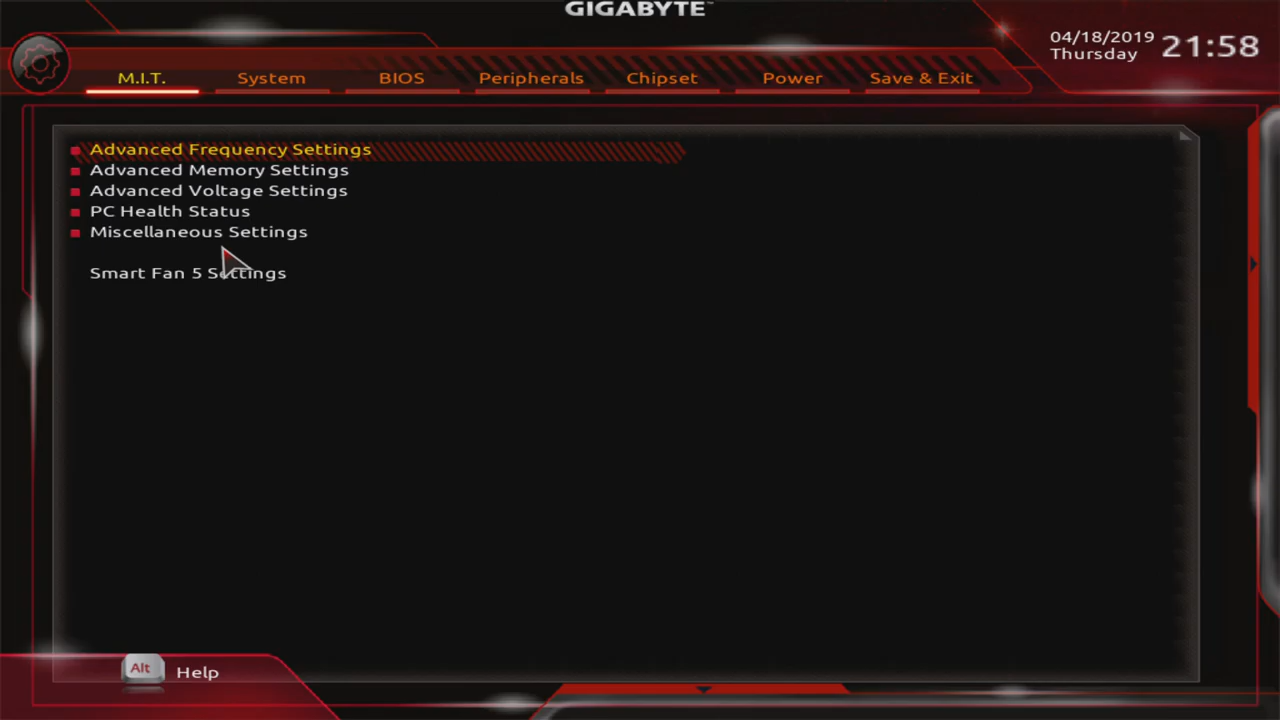 GIGABYTE™
04/18/2019
Thursday
21:58
M.I.T. System BIOS Peripherals Chipset Power Save & Exit
Advanced Frequency Settings
Advanced Memory Settings
Advanced Voltage Settings
PC Health Status
Miscellaneous Settings
Smart Fan 5 Settings
Alt Help